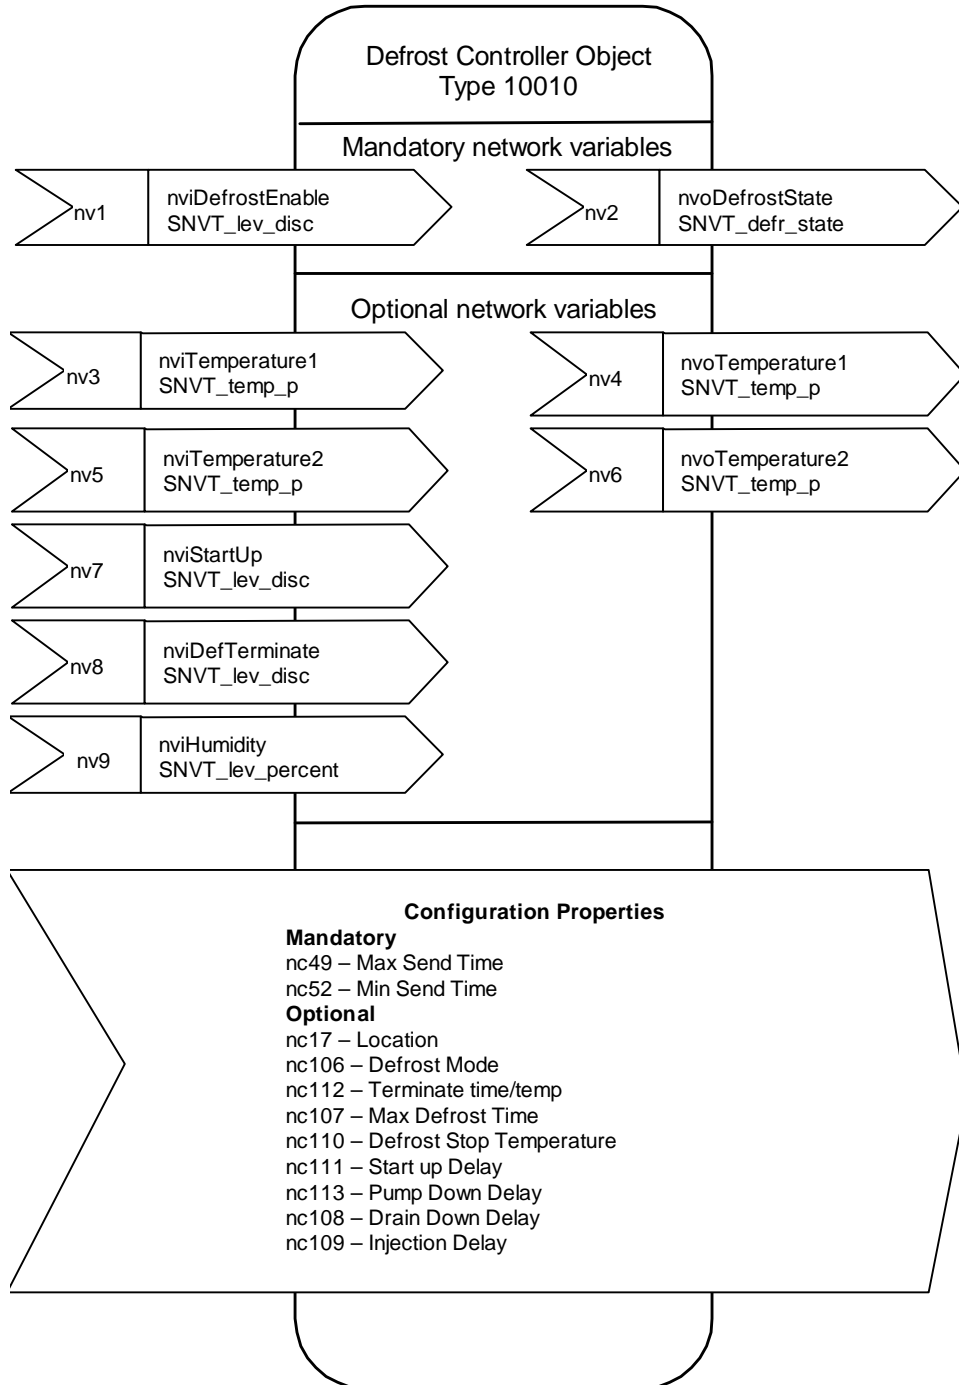 Defrost Controller Object
Type 10010
Mandatory network variables
nv1
nviDefrostEnable
SNVT_lev_disc
nv2
nvoDefrostState
SNVT_defr_state
Optional network variables
nv3
nviTemperature1
SNVT_temp_p
nv4
nvoTemperature1
SNVT_temp_p
nv5
nviTemperature2
SNVT_temp_p
nv6
nvoTemperature2
SNVT_temp_p
nv7
nviStartUp
SNVT_lev_disc
nv8
nviDefTerminate
SNVT_lev_disc
nv9
nviHumidity
SNVT_lev_percent
Configuration Properties
Mandatory
nc49 – Max Send Time
nc52 – Min Send Time
Optional
nc17 – Location
nc106 – Defrost Mode
nc112 – Terminate time/temp
nc107 – Max Defrost Time
nc110 – Defrost Stop Temperature
nc111 – Start up Delay
nc113 – Pump Down Delay
nc108 – Drain Down Delay
nc109 – Injection Delay